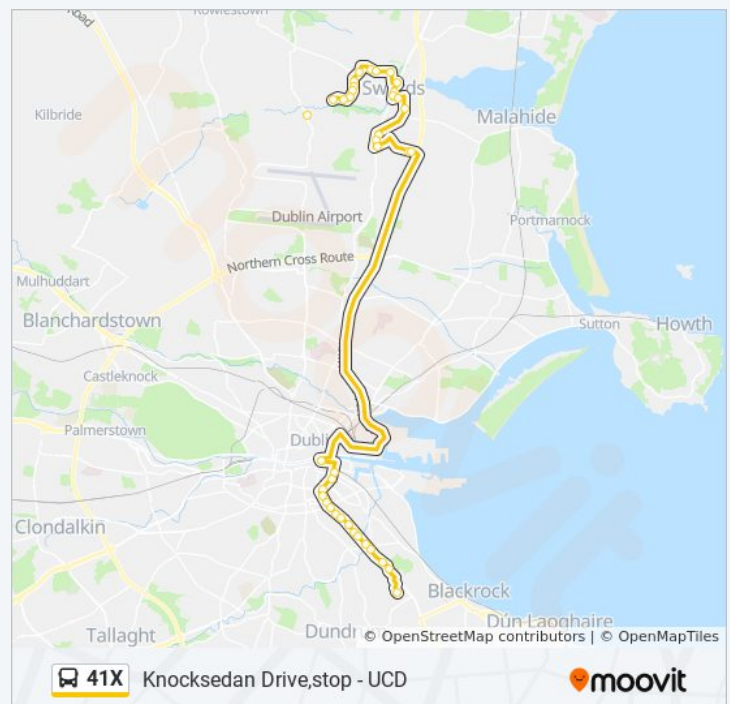 Road
Rowlestown
Kilbride
Swords
Malahide
Dublin Airport
Portmarnock
Northern Cross Route
Mulhuddart
Blanchardstown
Sutton
Howth
Castleknock
Palmerstown
Dubli
Clondalkin
Blackrock
Dún Laoghaire
Tallaght
Dundr
© OpenStreetMap contributors | © OpenMapTiles
41X Knocksedan Drive,stop - UCD
moovit